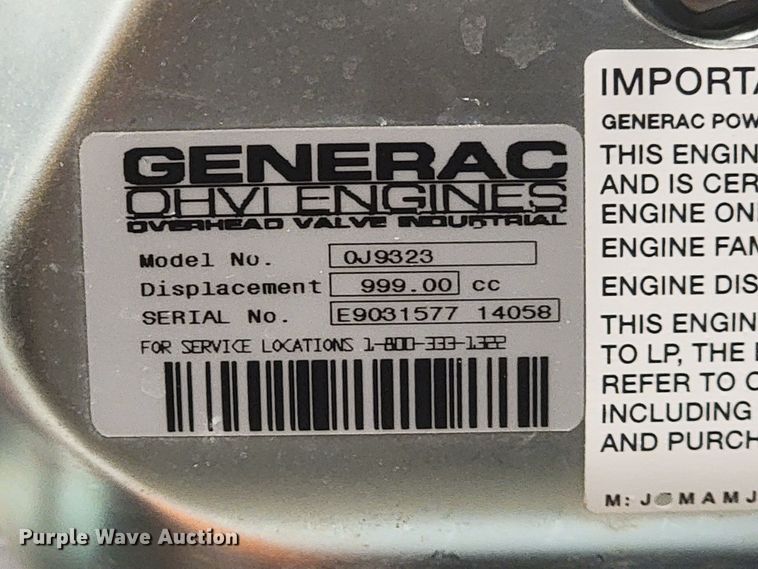 GENERAC
OHVI ENGINES
OVERHEAD VALVE INDUSTRIAL
Model No. 0J9323
Displacement 999.00 cc
SERIAL No. E9031577 14058
FOR SERVICE LOCATIONS 1-800-333-1322
IMPORTA
GENERAC POW
THIS ENGIN
AND IS CER
ENGINE ON
ENGINE FAM
ENGINE DIS
THIS ENGIN
TO LP, THE
REFER TO
INCLUDING
AND PURCH
M: J M A M J
Purple Wave Auction